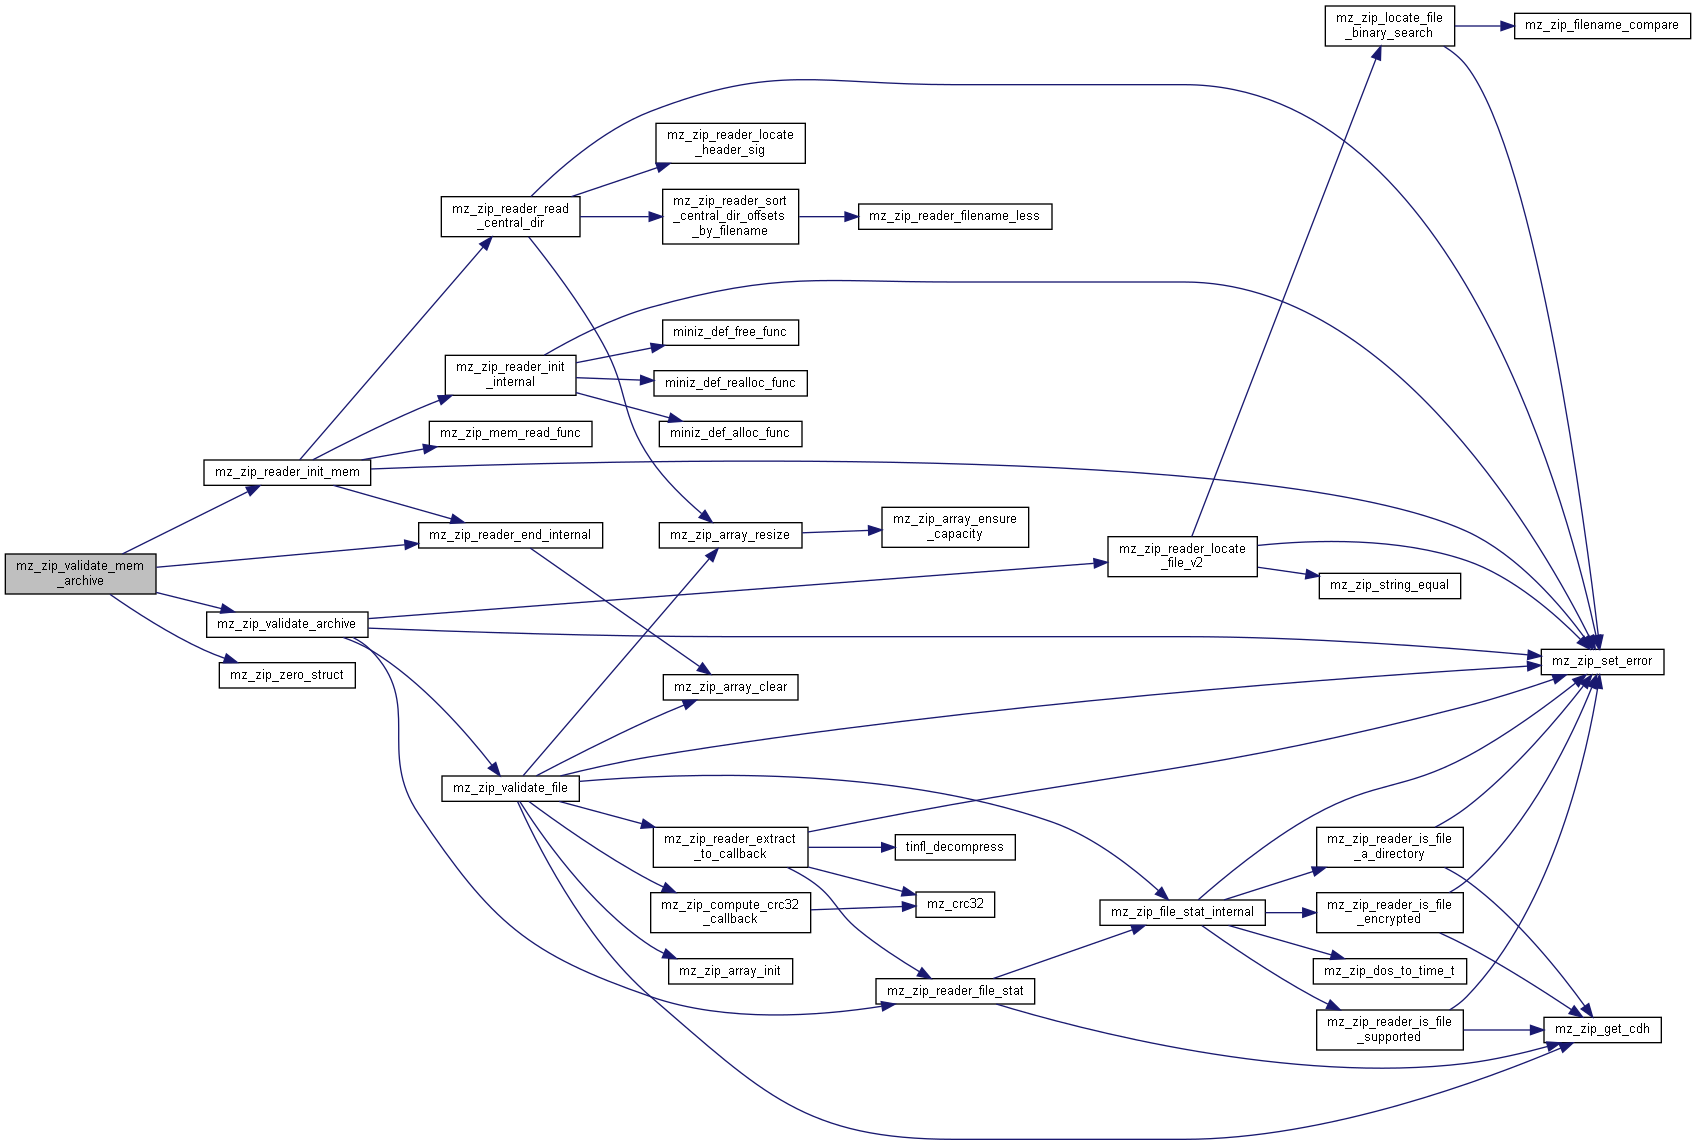 mz_zip_locate_file
_binary_search
mz_zip_filename_compare
mz_zip_reader_locate
_header_sig
mz_zip_reader_read
_central_dir
mz_zip_reader_sort
_central_dir_offsets
_by_filename
mz_zip_reader_filename_less
miniz_def_free_func
mz_zip_reader_init
_internal
miniz_def_realloc_func
miniz_def_alloc_func
mz_zip_mem_read_func
mz_zip_reader_init_mem
mz_zip_reader_end_internal
mz_zip_array_resize
mz_zip_array_ensure
_capacity
mz_zip_reader_locate
_file_v2
mz_zip_string_equal
mz_zip_validate_mem
_archive
mz_zip_validate_archive
mz_zip_zero_struct
mz_zip_set_error
mz_zip_array_clear
mz_zip_validate_file
mz_zip_reader_extract
_to_callback
tinfl_decompress
mz_zip_reader_is_file
_a_directory
mz_zip_compute_crc32
_callback
mz_crc32
mz_zip_file_stat_internal
mz_zip_reader_is_file
_encrypted
mz_zip_array_init
mz_zip_dos_to_time_t
mz_zip_reader_file_stat
mz_zip_reader_is_file
_supported
mz_zip_get_cdh